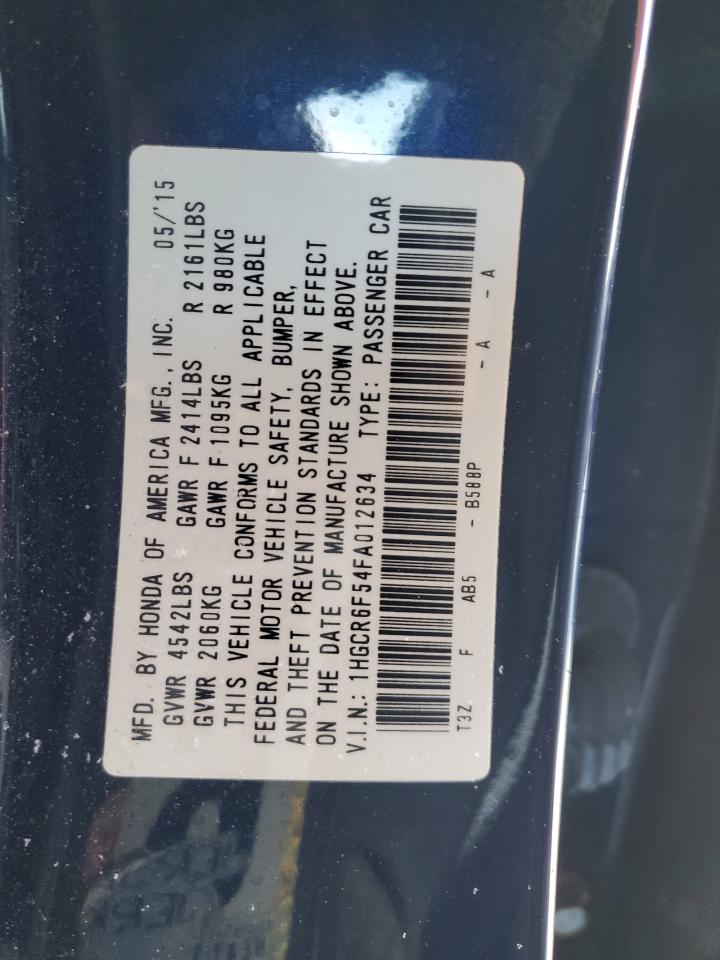 MFD. BY HONDA OF AMERICA MFG., INC. 05/'15
GVWR 4542LBS GAWR F 2414LBS R 2161LBS
GVWR 2060KG GAWR F 1095KG R 980KG
THIS VEHICLE CONFORMS TO ALL APPLICABLE
FEDERAL MOTOR VEHICLE SAFETY, BUMPER,
AND THEFT PREVENTION STANDARDS IN EFFECT
ON THE DATE OF MANUFACTURE SHOWN ABOVE.
V.I.N.: 1HGCR6F54FA012634 TYPE: PASSENGER CAR
T3Z F AB5 - B588P - A - A